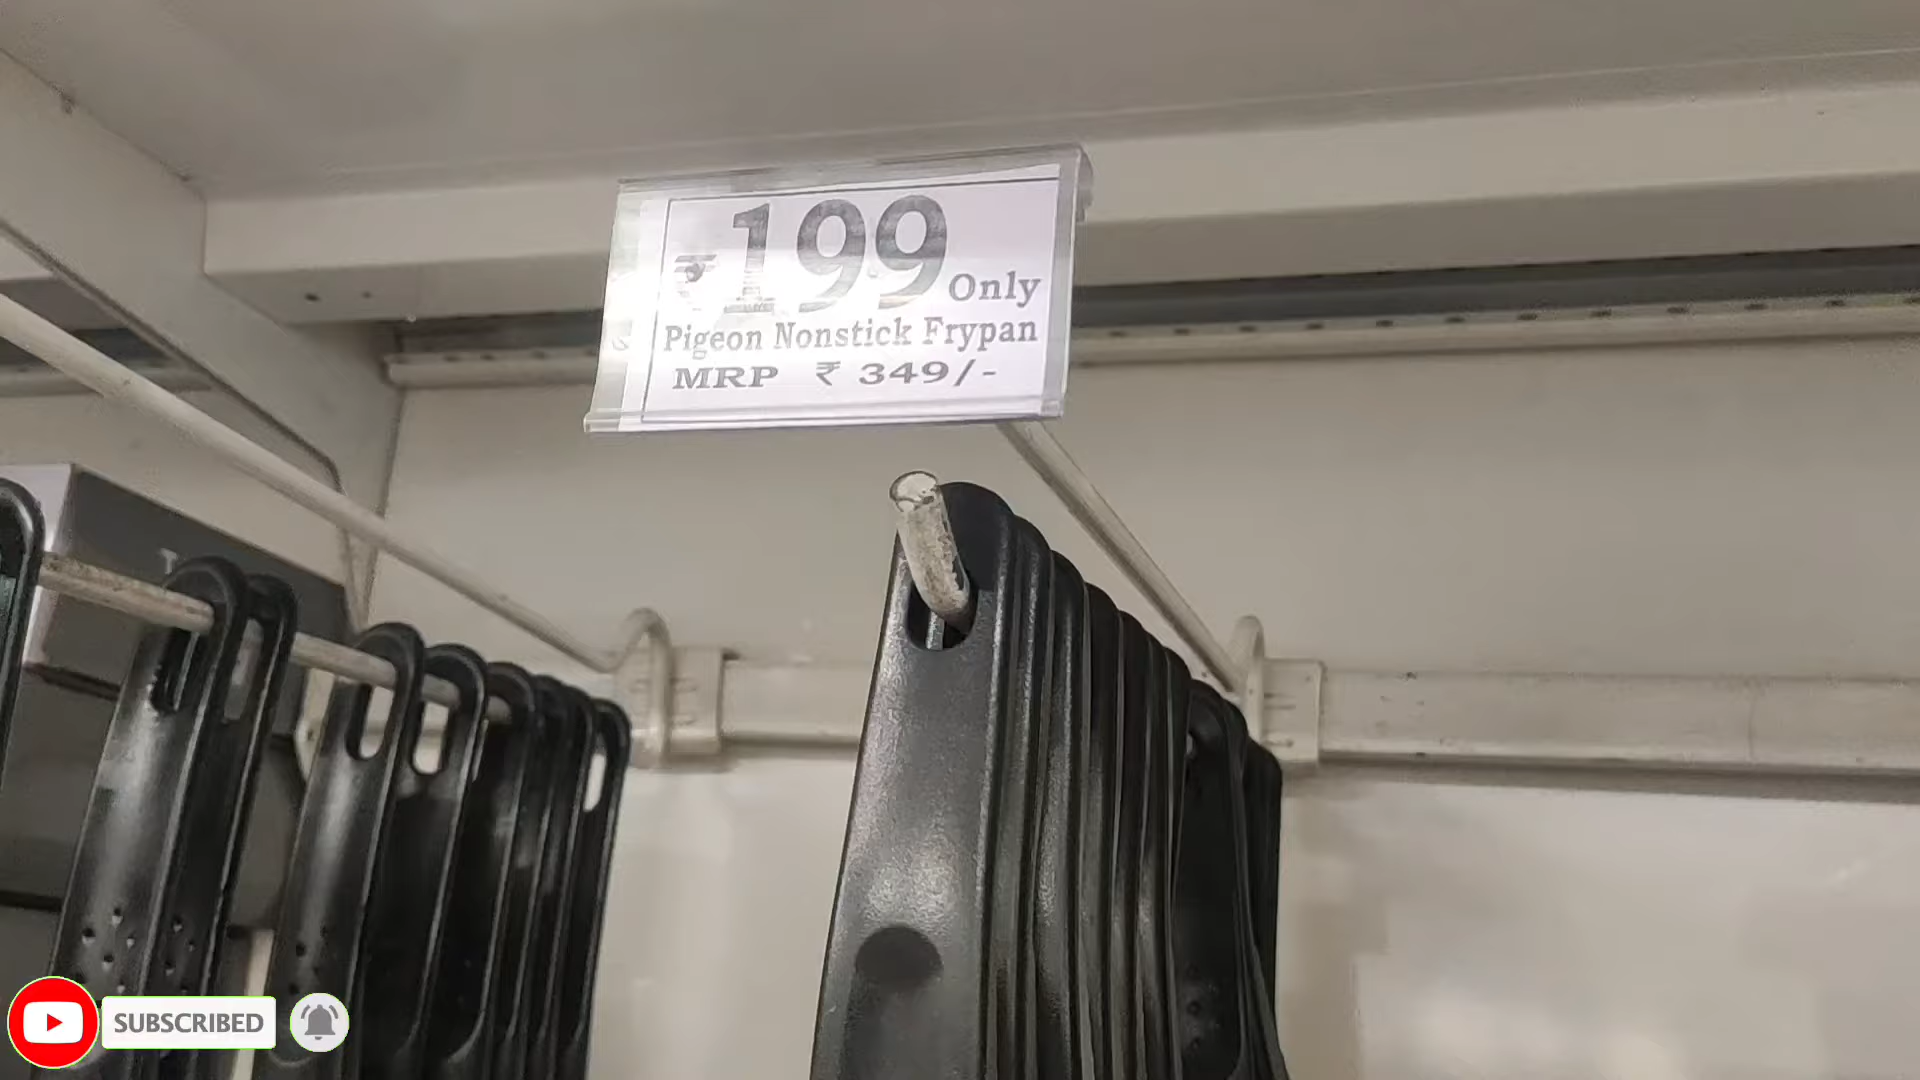 ₹199 Only
Pigeon Nonstick Frypan
MRP ₹ 349/-
SUBSCRIBED